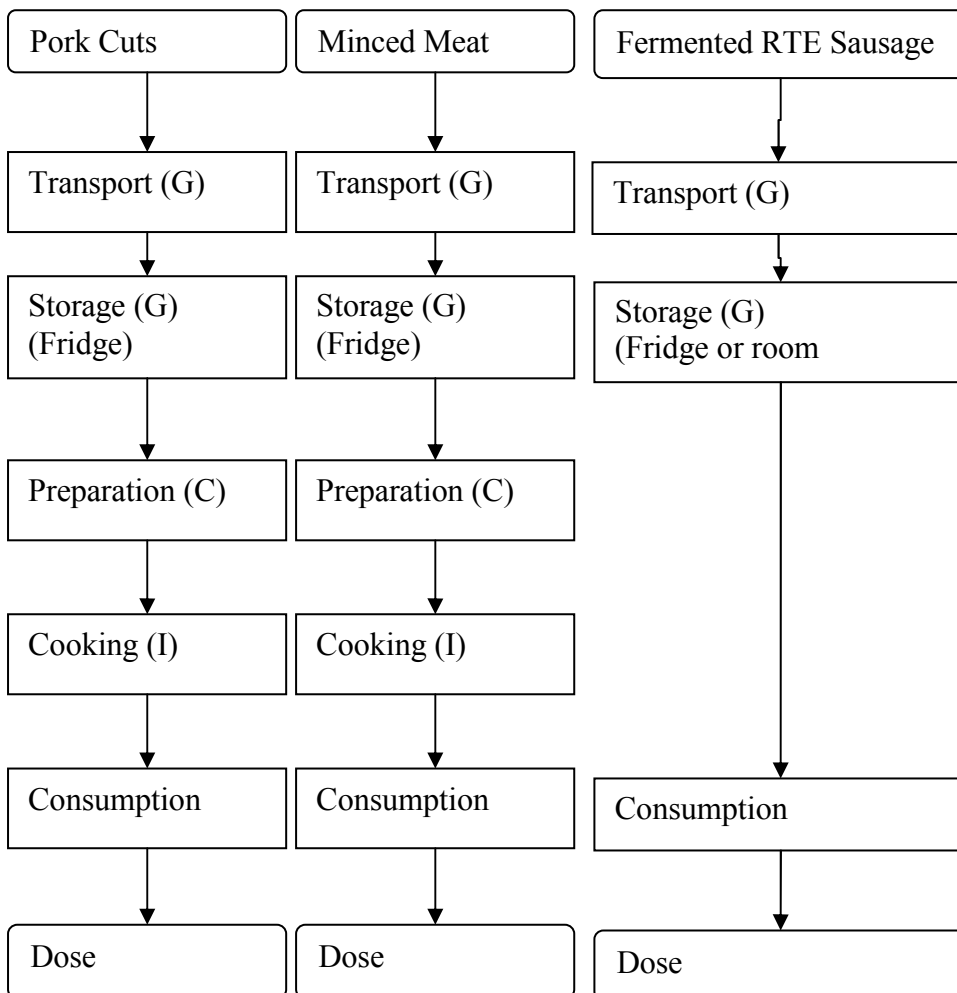 Pork Cuts
Transport (G)
Storage (G)
(Fridge)
Preparation (C)
Cooking (I)
Consumption
Dose
Minced Meat
Transport (G)
Storage (G)
(Fridge)
Preparation (C)
Cooking (I)
Consumption
Dose
Fermented RTE Sausage
Transport (G)
Storage (G)
(Fridge or room
Consumption
Dose